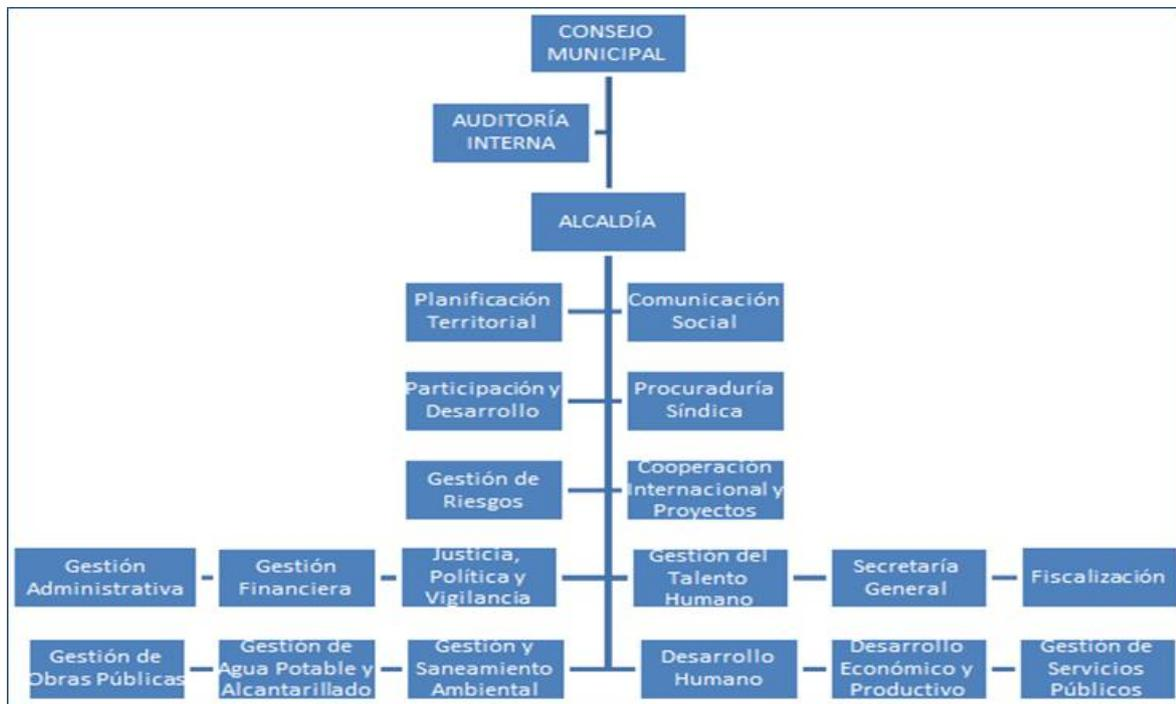 CONSEJO
MUNICIPAL
AUDITORÍA
INTERNA
ALCALDÍA
Planificación
Territorial
Comunicación
Social
Participación y
Desarrollo
Procuraduría
Síndica
Gestión de
Riesgos
Cooperación
Internacional y
Proyectos
Gestión
Administrativa
Gestión
Financiera
Justicia,
Política y
Vigilancia
Gestión del
Talento
Humano
Secretaría
General
Fiscalización
Gestión de
Obras Públicas
Gestión de
Agua Potable y
Alcantarillado
Gestión y
Saneamiento
Ambiental
Desarrollo
Humano
Desarrollo
Económico y
Productivo
Gestión de
Servicios
Públicos